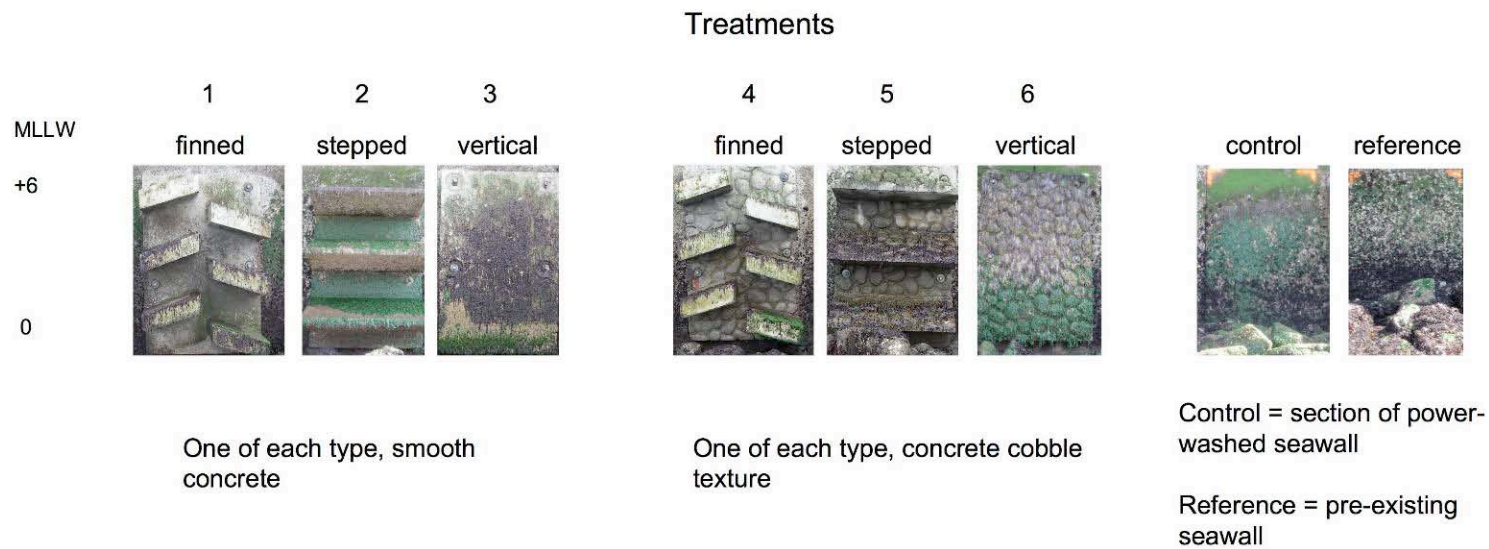 Treatments
1 2 3 4 5 6
MLLW
finned stepped vertical finned stepped vertical control reference
+6
0
One of each type, smooth
concrete
One of each type, concrete cobble
texture
Control = section of power-
washed seawall
Reference = pre-existing
seawall